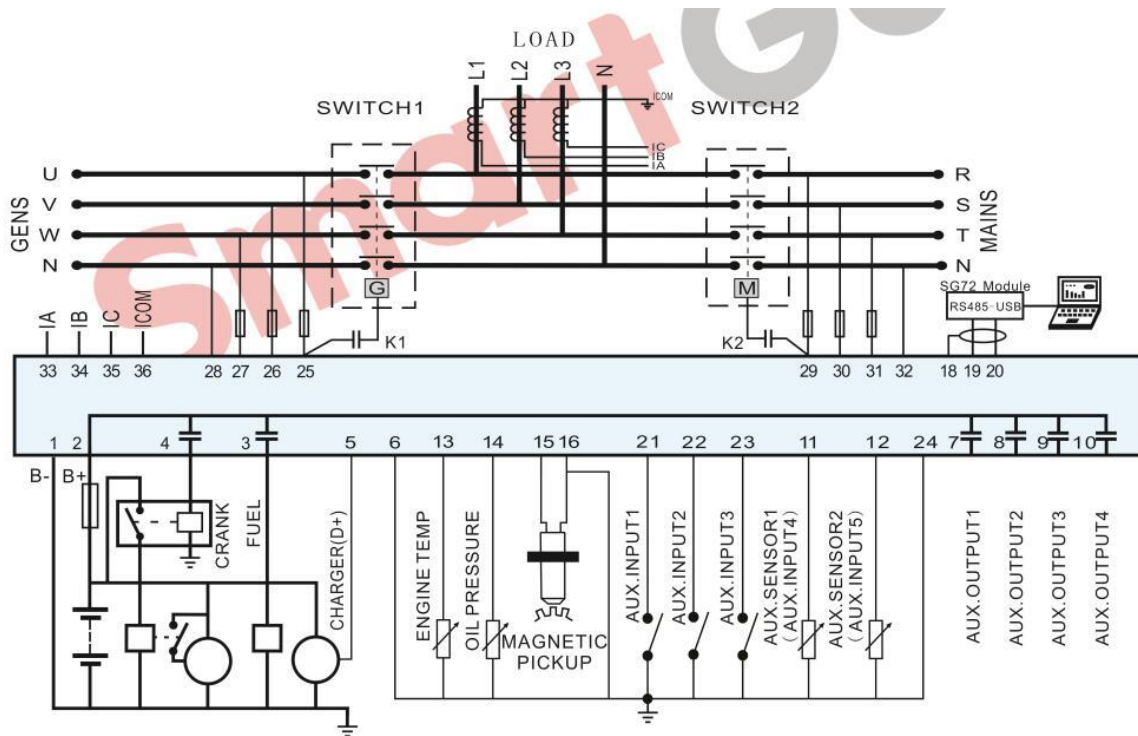 SmartGe
LOAD
L1
L2
L3
N
ICOM
SWITCH1
SWITCH2
IC
IB
IA
GENS
U
V
W
N
R
S
T
N
MAINS
G
M
SG72 Module
RS485-USB
IA
IB
IC
ICOM
K1
K2
33 34 35 36 28 27 26 25 29 30 31 32 18 19 20
1 2 4 3 5 6 13 14 15 16 21 22 23 11 12 24 7 8 9 10
B-
B+
CRANK
FUEL
CHARGER(D+)
ENGINE TEMP
OIL PRESSURE
MAGNETIC
PICKUP
AUX.INPUT1
AUX.INPUT2
AUX.INPUT3
AUX.SENSOR1
(AUX.INPUT4)
AUX.SENSOR2
(AUX.INPUT5)
AUX.OUTPUT1
AUX.OUTPUT2
AUX.OUTPUT3
AUX.OUTPUT4